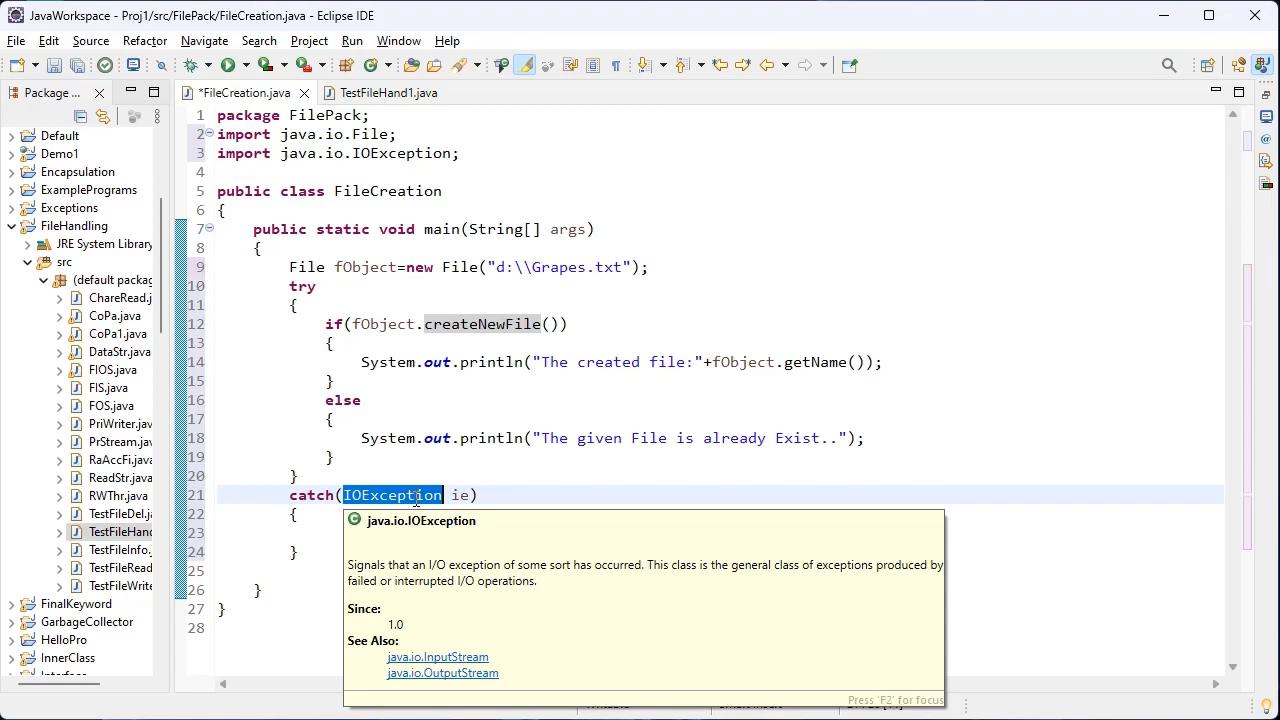 JavaWorkspace - Proj1/src/FilePack/FileCreation.java - Eclipse IDE
File Edit Source Refactor Navigate Search Project Run Window Help
Package ...
*FileCreation.java
TestFileHand1.java
Default
Demo1
Encapsulation
ExamplePrograms
Exceptions
FileHandling
JRE System Library
src
(default package
ChareRead.j
CoPa.java
CoPa1.java
DataStr.java
FIOS.java
FIS.java
FOS.java
PriWriter.jav
PrStream.jav
RaAccFi.java
ReadStr.java
RWThr.java
TestFileDel.j
TestFileHand
TestFileInfo.
TestFileRead
TestFileWrite
FinalKeyword
GarbageCollector
HelloPro
InnerClass
1 package FilePack;
2 import java.io.File;
3 import java.io.IOException;
4
5 public class FileCreation
6 {
7 public static void main(String[] args)
8 {
9 File fObject=new File("d:\\Grapes.txt");
10 try
11 {
12 if(fObject.createNewFile())
13 {
14 System.out.println("The created file:"+fObject.getName());
15 }
16 else
17 {
18 System.out.println("The given File is already Exist..");
19 }
20 }
21 catch(IOException ie)
22 {
23
24 }
25
26 }
27 }
28
java.io.IOException
Signals that an I/O exception of some sort has occurred. This class is the general class of exceptions produced by
failed or interrupted I/O operations.
Since:
1.0
See Also:
java.io.InputStream
java.io.OutputStream
Press 'F2' for focus